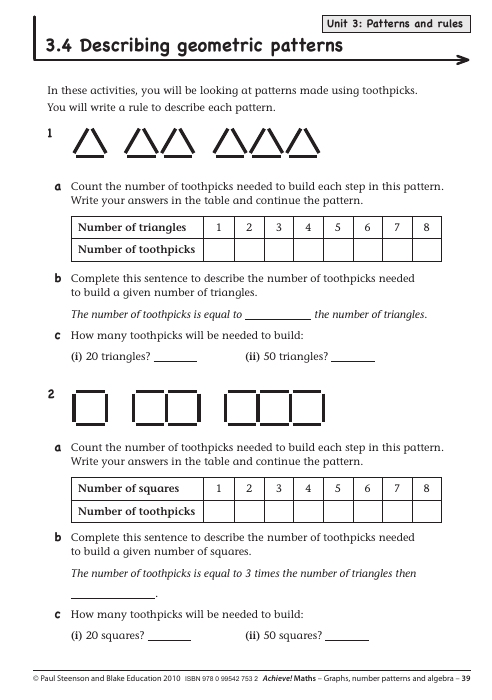 Unit 3: Patterns and rules
3.4 Describing geometric patterns
In these activities, you will be looking at patterns made using toothpicks.
You will write a rule to describe each pattern.
1
a Count the number of toothpicks needed to build each step in this pattern.
Write your answers in the table and continue the pattern.
Number of triangles 1 2 3 4 5 6 7 8
Number of toothpicks
b Complete this sentence to describe the number of toothpicks needed
to build a given number of triangles.
The number of toothpicks is equal to ____________ the number of triangles.
c How many toothpicks will be needed to build:
(i) 20 triangles? ________ (ii) 50 triangles? ________
2
a Count the number of toothpicks needed to build each step in this pattern.
Write your answers in the table and continue the pattern.
Number of squares 1 2 3 4 5 6 7 8
Number of toothpicks
b Complete this sentence to describe the number of toothpicks needed
to build a given number of squares.
The number of toothpicks is equal to 3 times the number of triangles then
________________.
c How many toothpicks will be needed to build:
(i) 20 squares? ________ (ii) 50 squares? ________
© Paul Steenson and Blake Education 2010 ISBN 978 0 99542 753 2 Achieve! Maths – Graphs, number patterns and algebra – 39